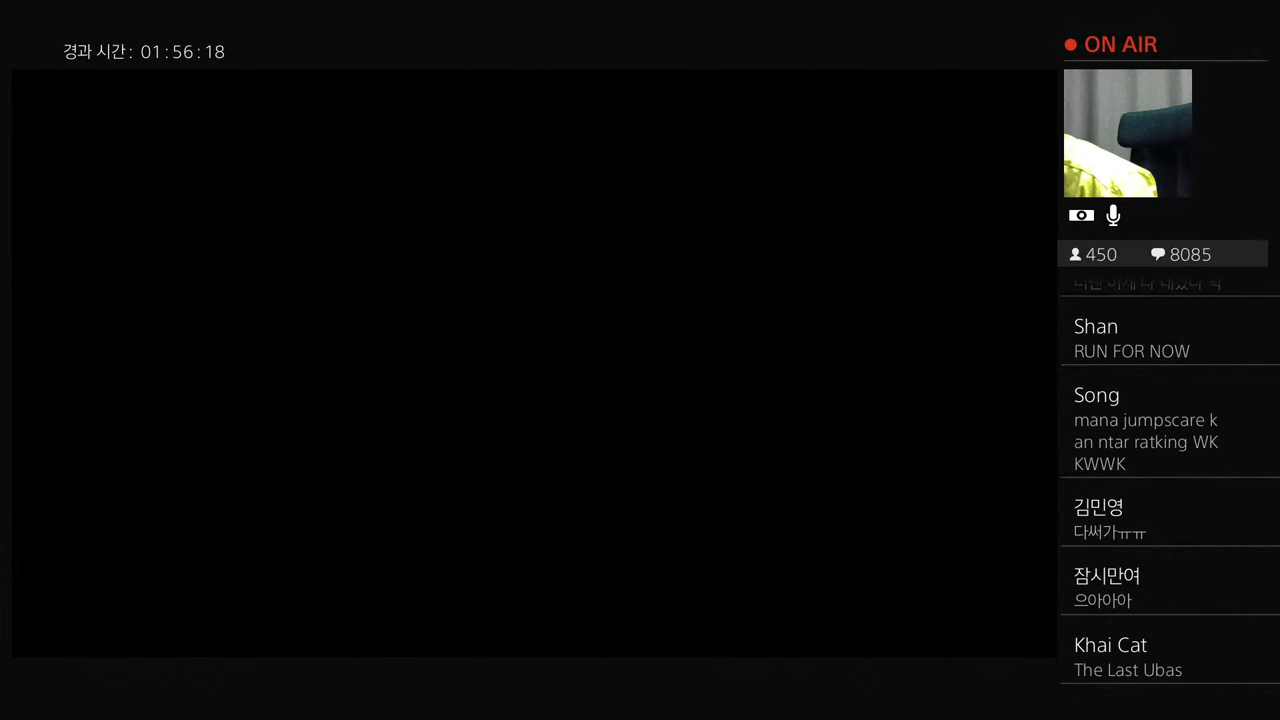 경과 시간: 01:56:18
ON AIR
450 8085
Shan
RUN FOR NOW
Song
mana jumpscare k
an ntar ratking WK
KWWK
김민영
다써가ㅠㅠ
잠시만여
으아아아
Khai Cat
The Last Ubas